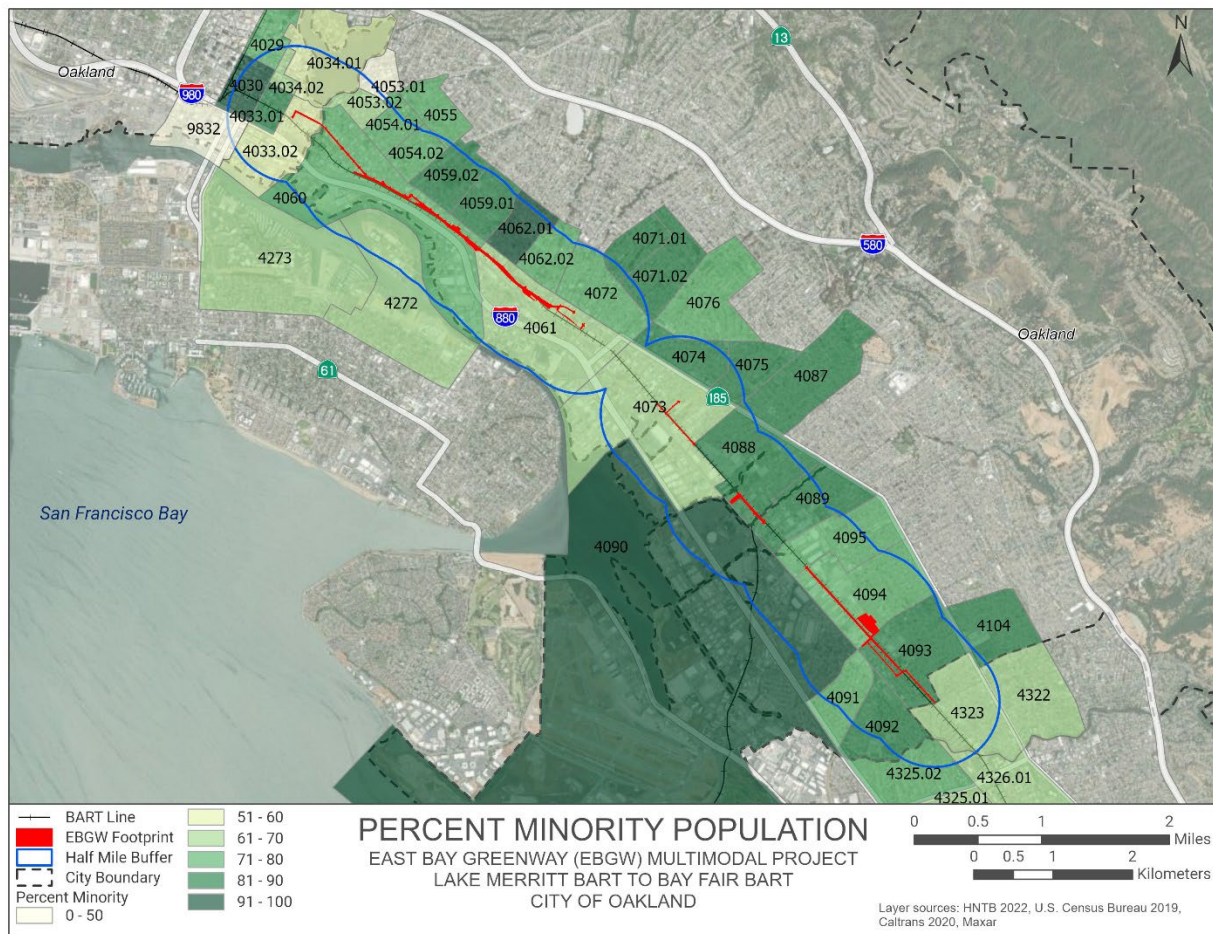 13
N
4029
4034.01
Oakland
4053.01
4030
4034.02
980
4053.02
4055
4033.01
4054.01
9832
4033.02
4054.02
4059.02
4060
4059.01
4062.01
4071.01
580
4062.02
4273
4071.02
4072
4272
4076
880
4061
Oakland
4074
4075
61
4087
185
4073
4088
San Francisco Bay
4089
4095
4090
4094
4104
4093
4091
4322
4323
4092
4325.02
4326.01
4325.01
BART Line
EBGW Footprint
Half Mile Buffer
City Boundary
Percent Minority
0 - 50
51 - 60
61 - 70
71 - 80
81 - 90
91 - 100
PERCENT MINORITY POPULATION
EAST BAY GREENWAY (EBGW) MULTIMODAL PROJECT
LAKE MERRITT BART TO BAY FAIR BART
CITY OF OAKLAND
0 0.5 1 2
Miles
0 0.5 1 2
Kilometers
Layer sources: HNTB 2022, U.S. Census Bureau 2019,
Caltrans 2020, Maxar